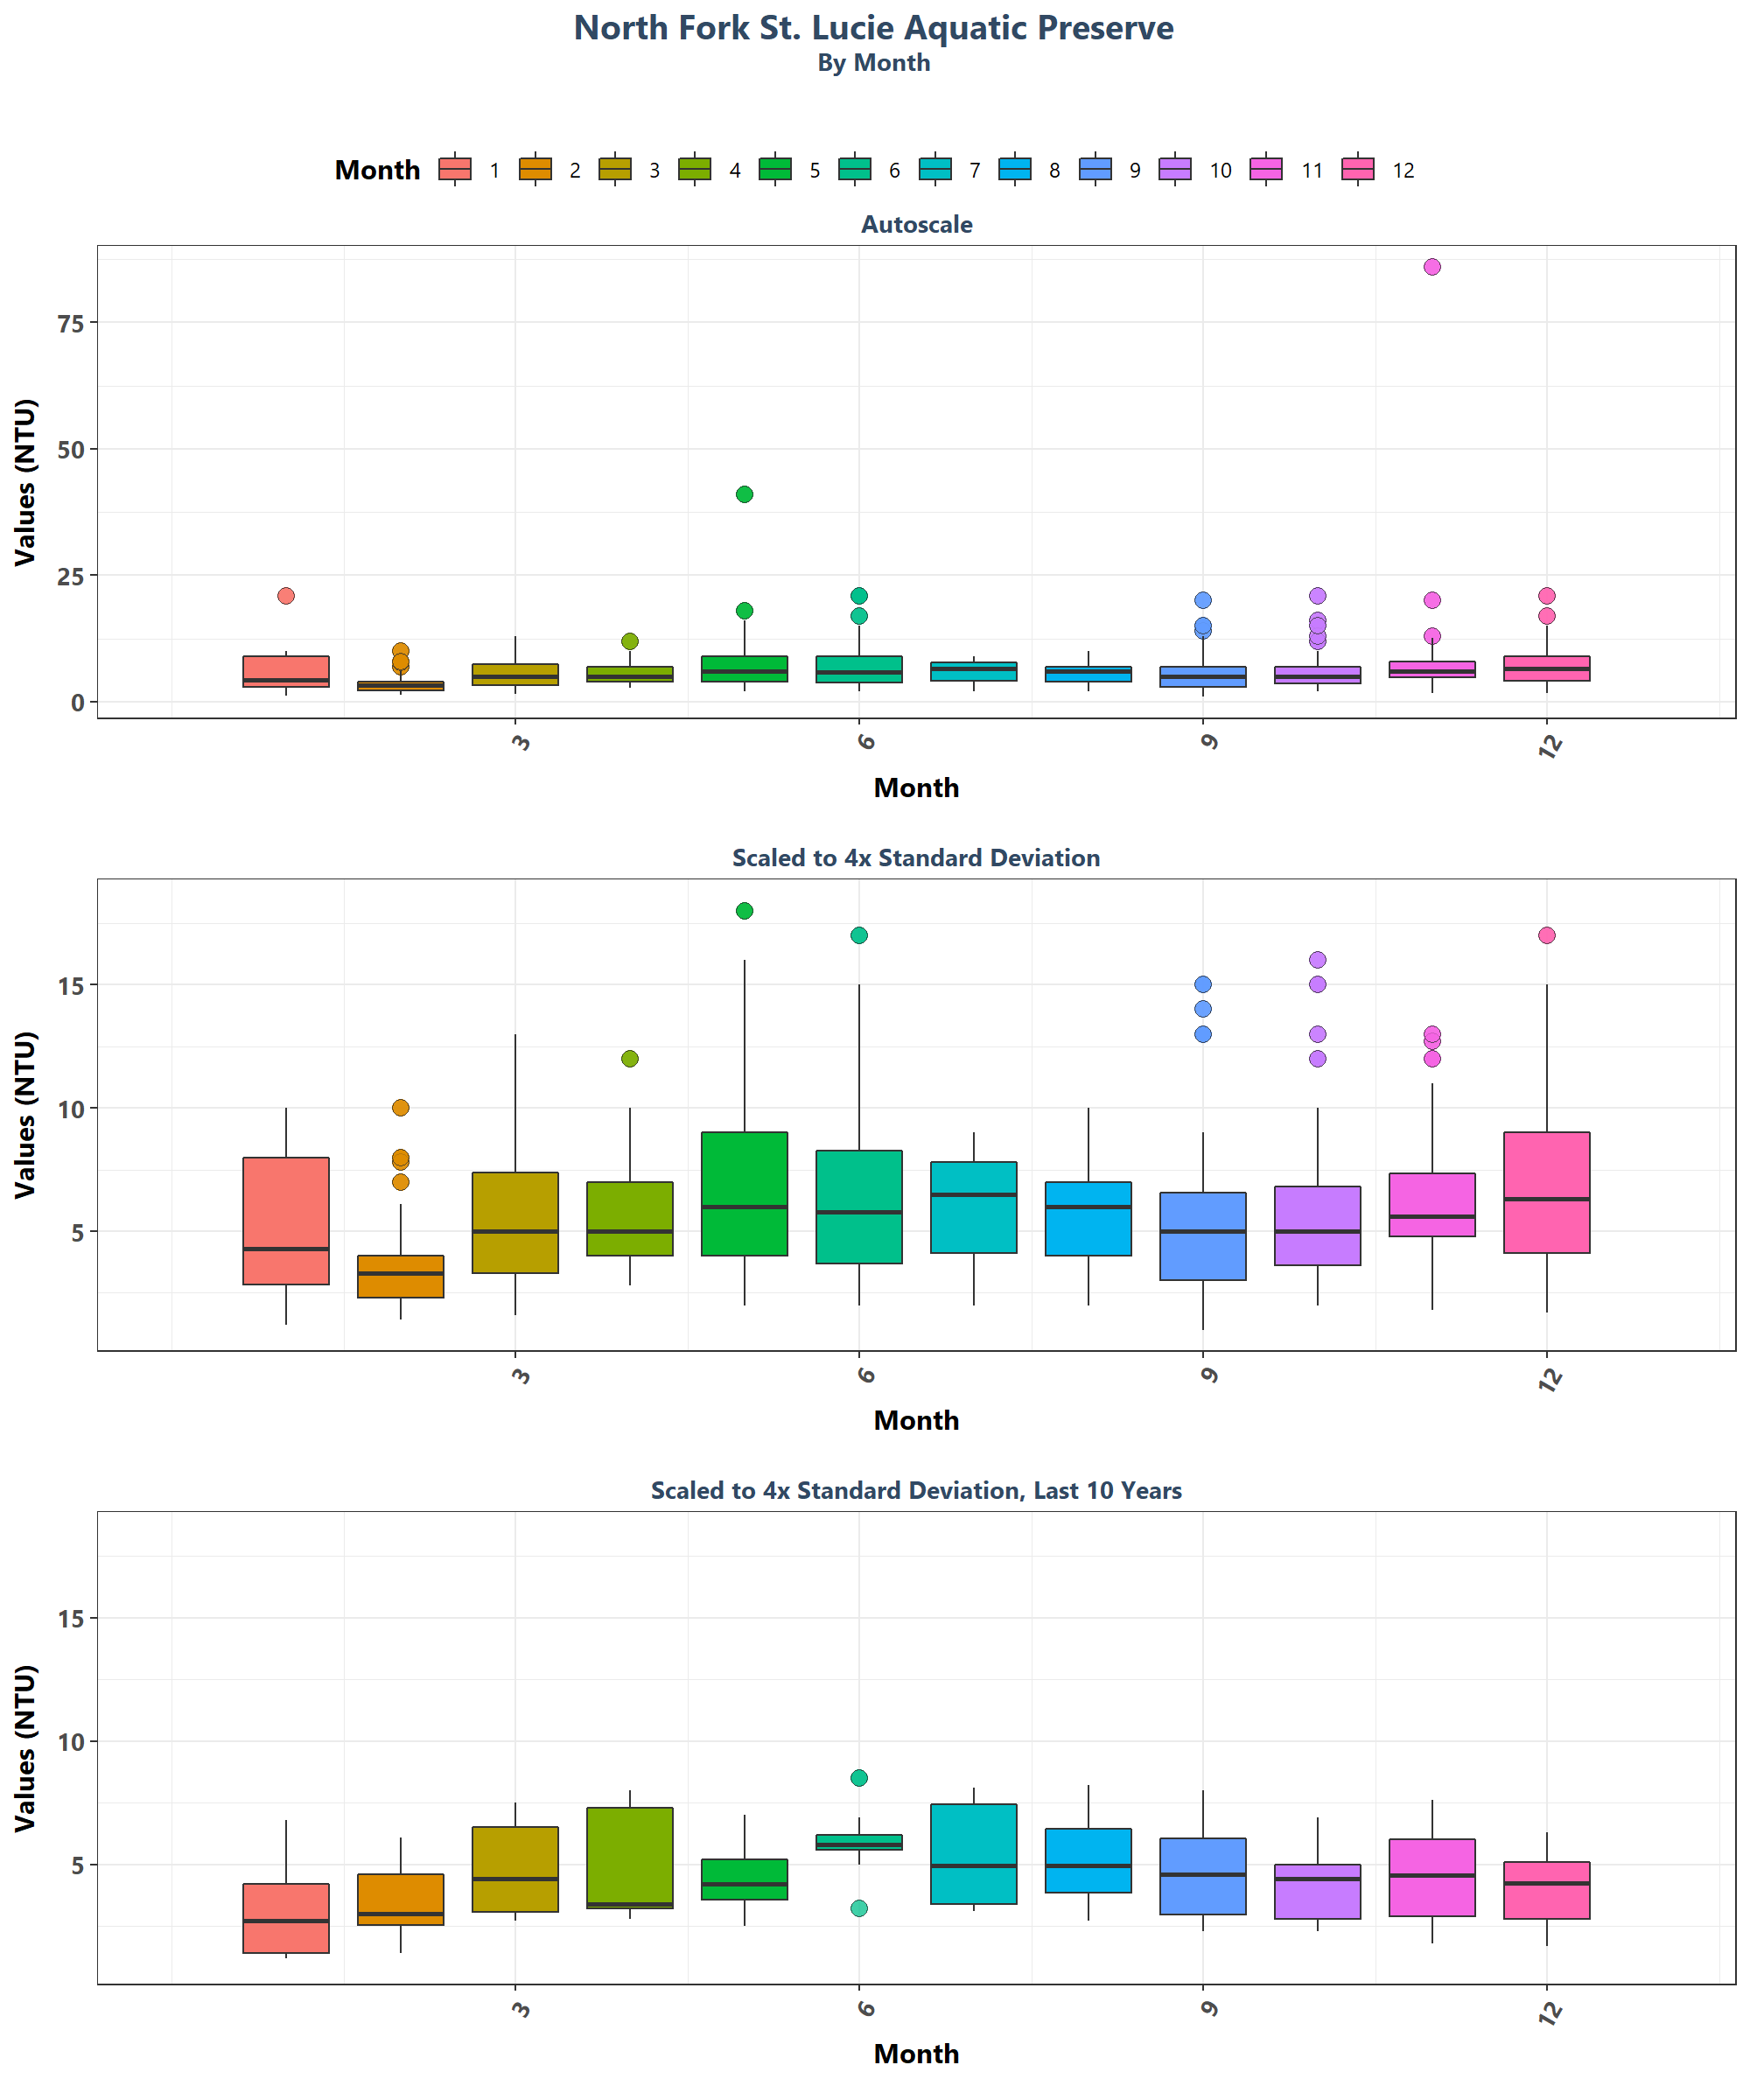 North Fork St. Lucie Aquatic Preserve
By Month
Month 1 2 3 4 5 6 7 8 9 10 11 12
Autoscale
Values (NTU)
75
50
25
0
3 6 9 12
Month
Scaled to 4x Standard Deviation
Values (NTU)
15
10
5
3 6 9 12
Month
Scaled to 4x Standard Deviation, Last 10 Years
Values (NTU)
15
10
5
3 6 9 12
Month